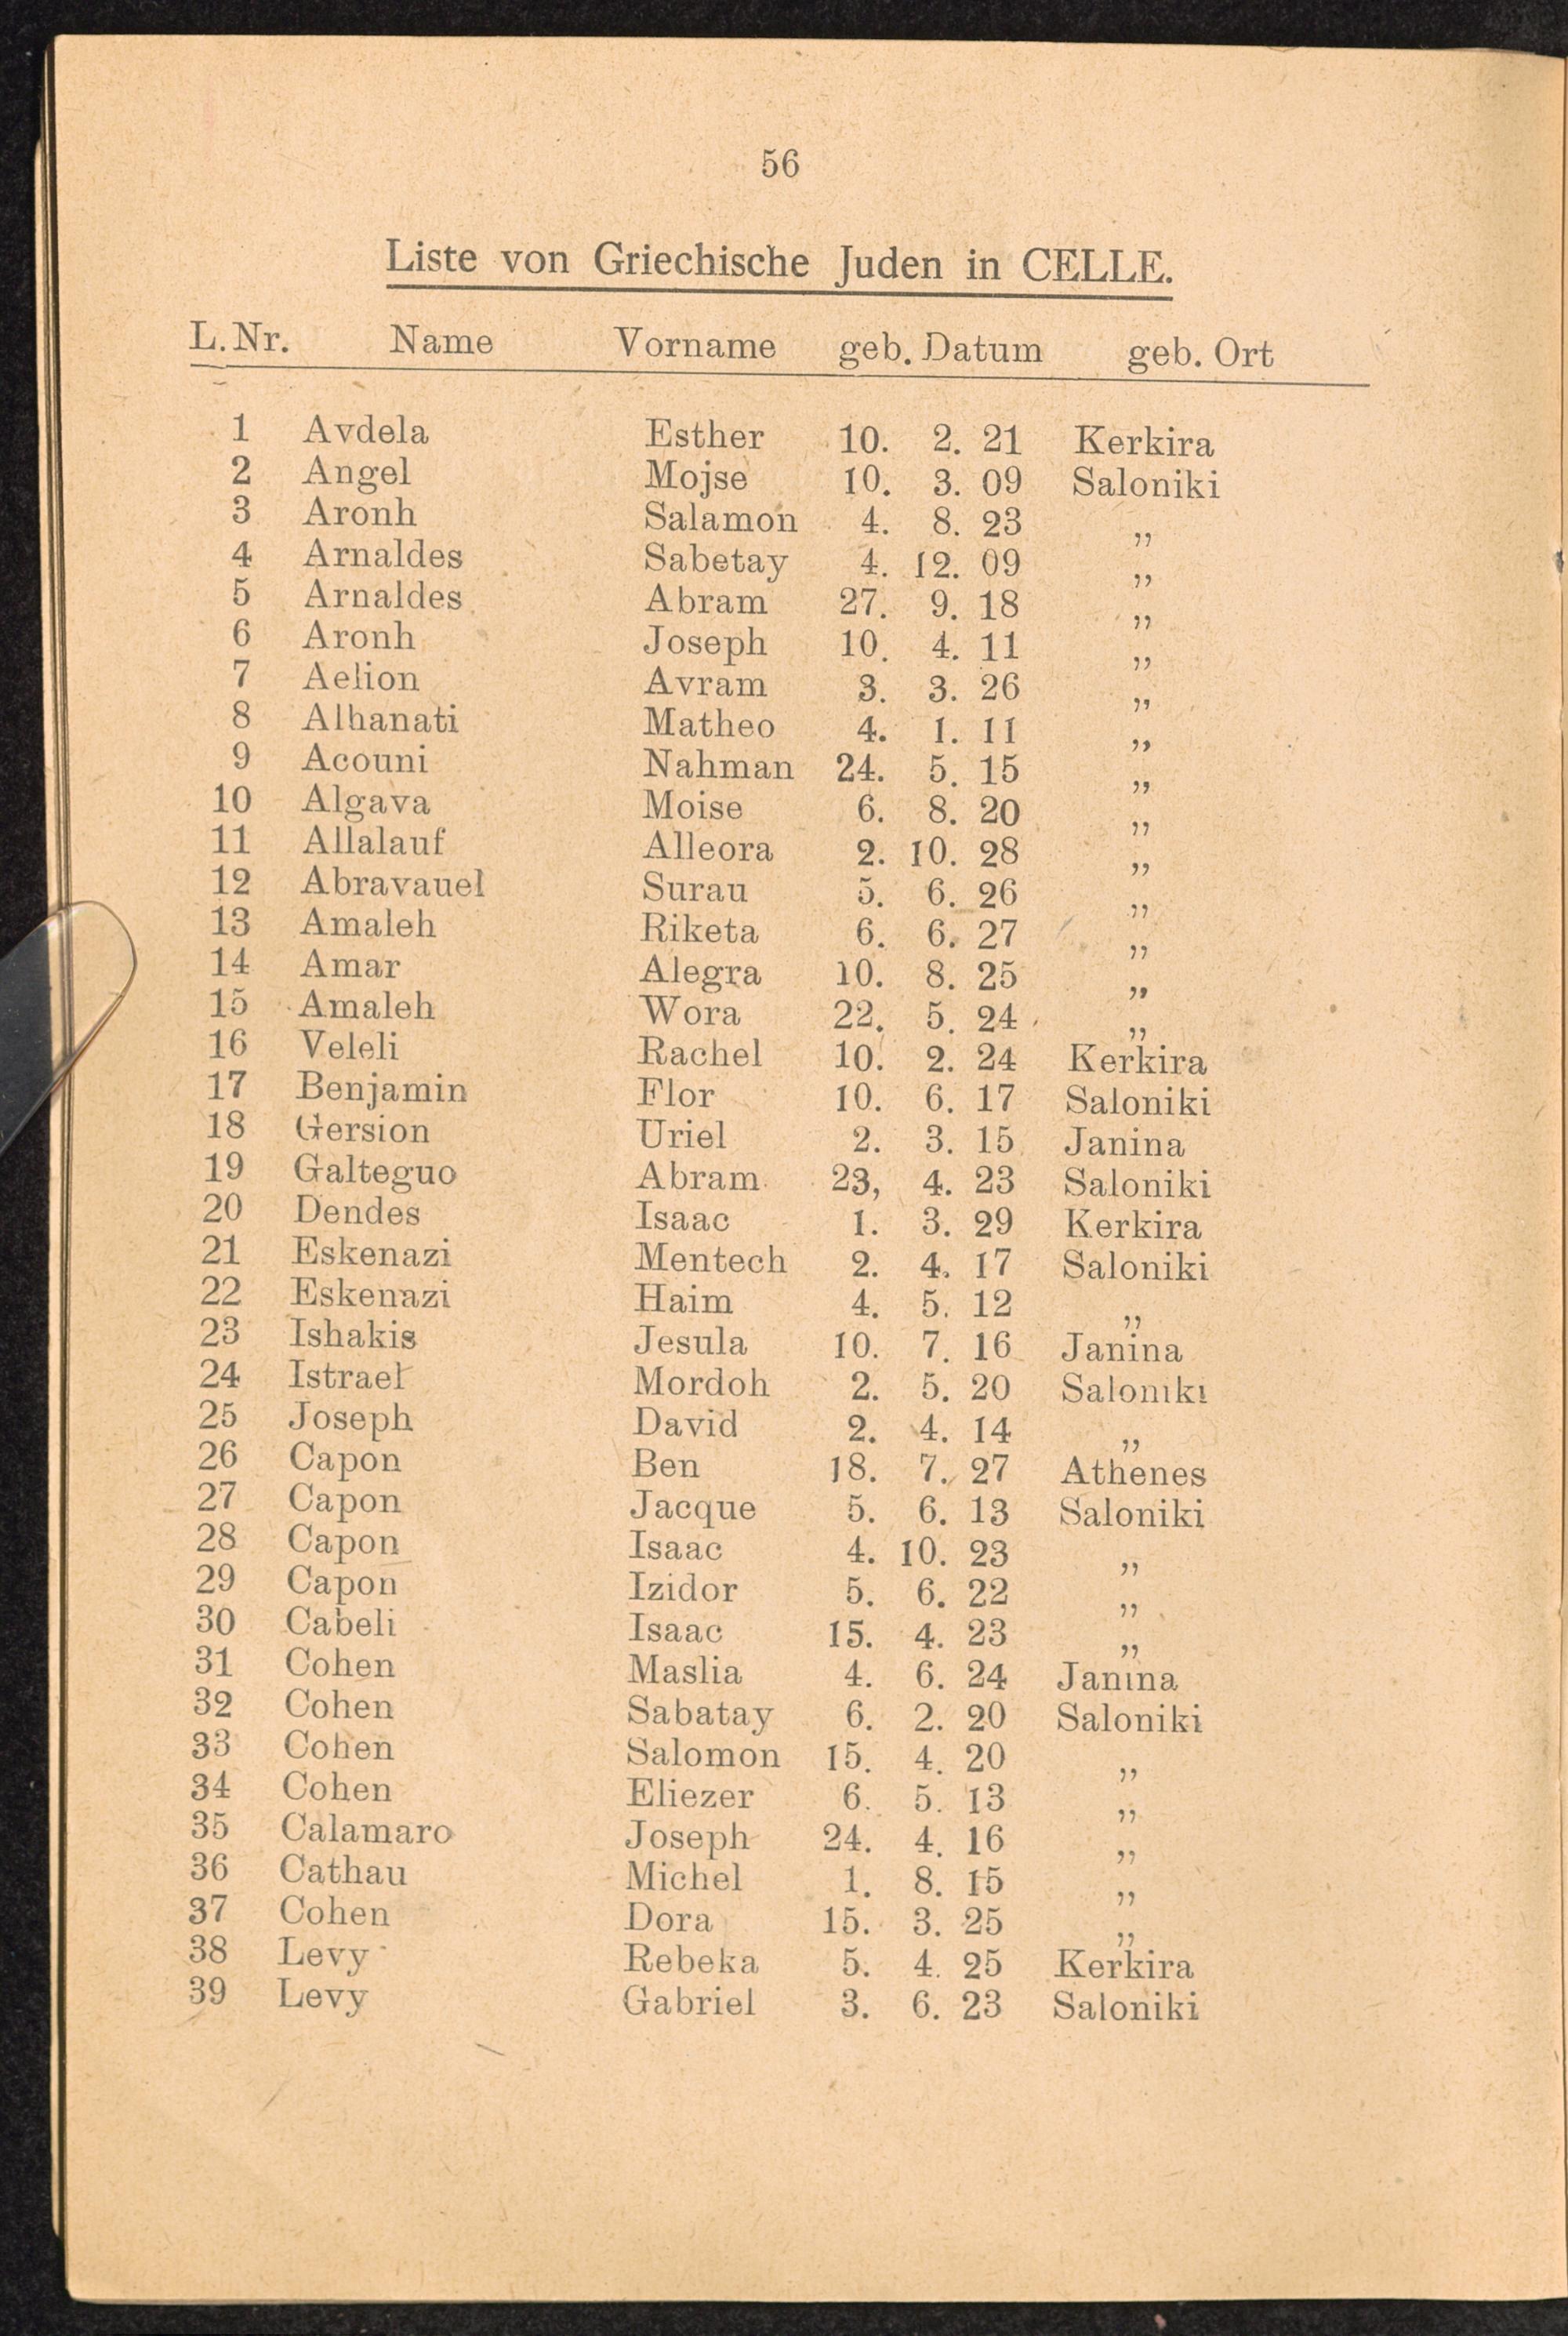 56
Liste von Griechische Juden in CELLE.
L. Nr. Name Vorname geb. Datum geb. Ort
1 Avdela Esther 10. 2. 21 Kerkira
2 Angel Mojse 10. 3. 09 Saloniki
3 Aronh Salamon 4. 8. 23 „
4 Arnaldes Sabetay 4. 12. 09 „
5 Arnaldes Abram 27. 9. 18 „
6 Aronh Joseph 10. 4. 11 „
7 Aelion Avram 3. 3. 26 „
8 Alhanati Matheo 4. 1. 11 „
9 Acouni Nahman 24. 5. 15 „
10 Algava Moise 6. 8. 20 „
11 Allalauf Alleora 2. 10. 28 „
12 Abravauel Surau 5. 6. 26 „
13 Amaleh Riketa 6. 6. 27 „
14 Amar Alegra 10. 8. 25 „
15 Amaleh Wora 22. 5. 24 „
16 Veleli Rachel 10. 2. 24 Kerkira
17 Benjamin Flor 10. 6. 17 Saloniki
18 Gersion Uriel 2. 3. 15 Janina
19 Galteguo Abram 23, 4. 23 Saloniki
20 Dendes Isaac 1. 3. 29 Kerkira
21 Eskenazi Mentech 2. 4. 17 Saloniki
22 Eskenazi Haim 4. 5. 12 „
23 Ishakis Jesula 10. 7. 16 Janina
24 Istrael Mordoh 2. 5. 20 Saloniki
25 Joseph David 2. 4. 14 „
26 Capon Ben 18. 7. 27 Athenes
27 Capon Jacque 5. 6. 13 Saloniki
28 Capon Isaac 4. 10. 23 „
29 Capon Izidor 5. 6. 22 „
30 Cabeli Isaac 15. 4. 23 „
31 Cohen Maslia 4. 6. 24 Janina
32 Cohen Sabatay 6. 2. 20 Saloniki
33 Cohen Salomon 15. 4. 20 „
34 Cohen Eliezer 6. 5. 13 „
35 Calamaro Joseph 24. 4. 16 „
36 Cathau Michel 1. 8. 15 „
37 Cohen Dora 15. 3. 25 „
38 Levy Rebeka 5. 4. 25 Kerkira
39 Levy Gabriel 3. 6. 23 Saloniki